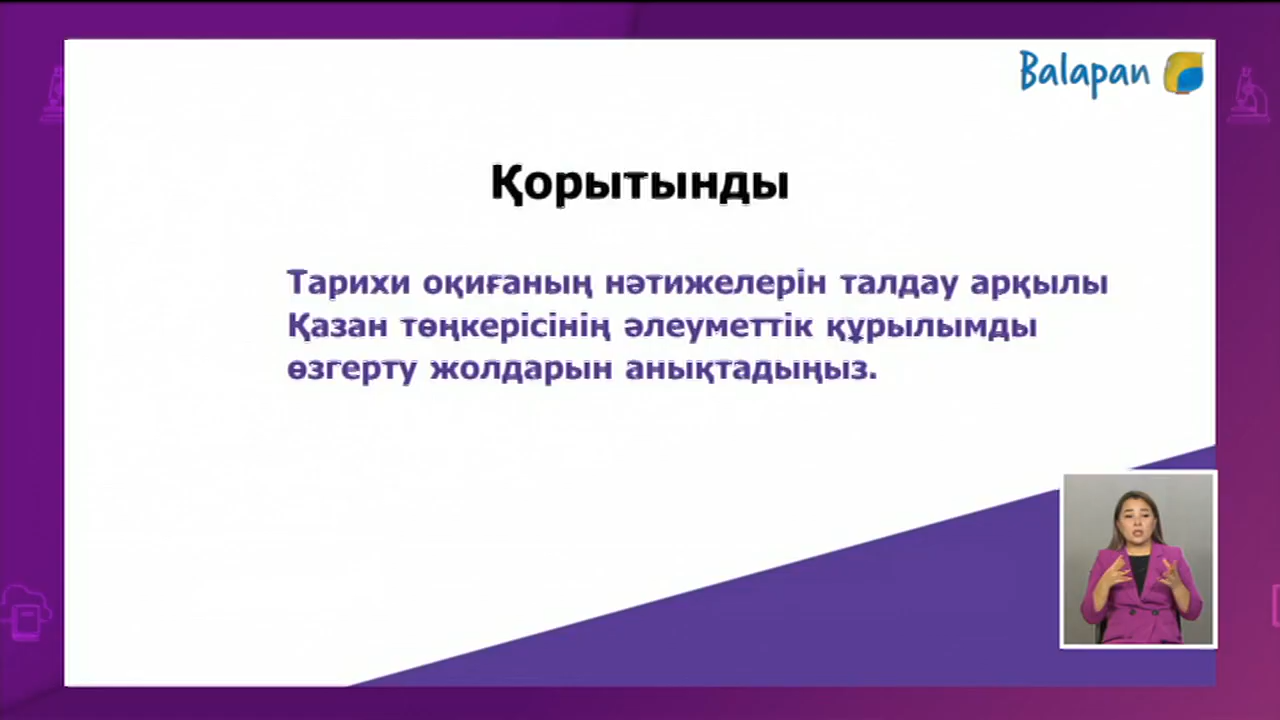 Balapan
Қорытынды
Тарихи оқиғаның нәтижелерін талдау арқылы
Қазан төңкерісінің әлеуметтік құрылымды
өзгерту жолдарын анықтадыңыз.